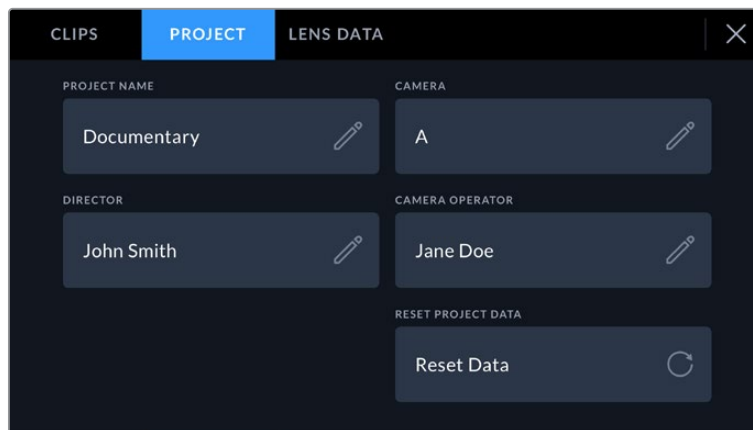 CLIPS PROJECT LENS DATA
PROJECT NAME CAMERA
Documentary A
DIRECTOR CAMERA OPERATOR
John Smith Jane Doe
RESET PROJECT DATA
Reset Data